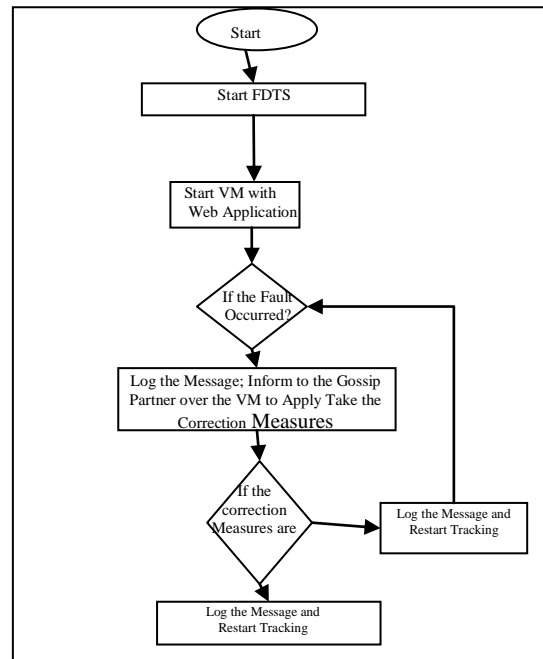 Start
Start FDTS
Start VM with
Web Application
If the Fault
Occurred?
Log the Message; Inform to the Gossip
Partner over the VM to Apply Take the
Correction Measures
If the
correction
Measures are
Log the Message and
Restart Tracking
Log the Message and
Restart Tracking